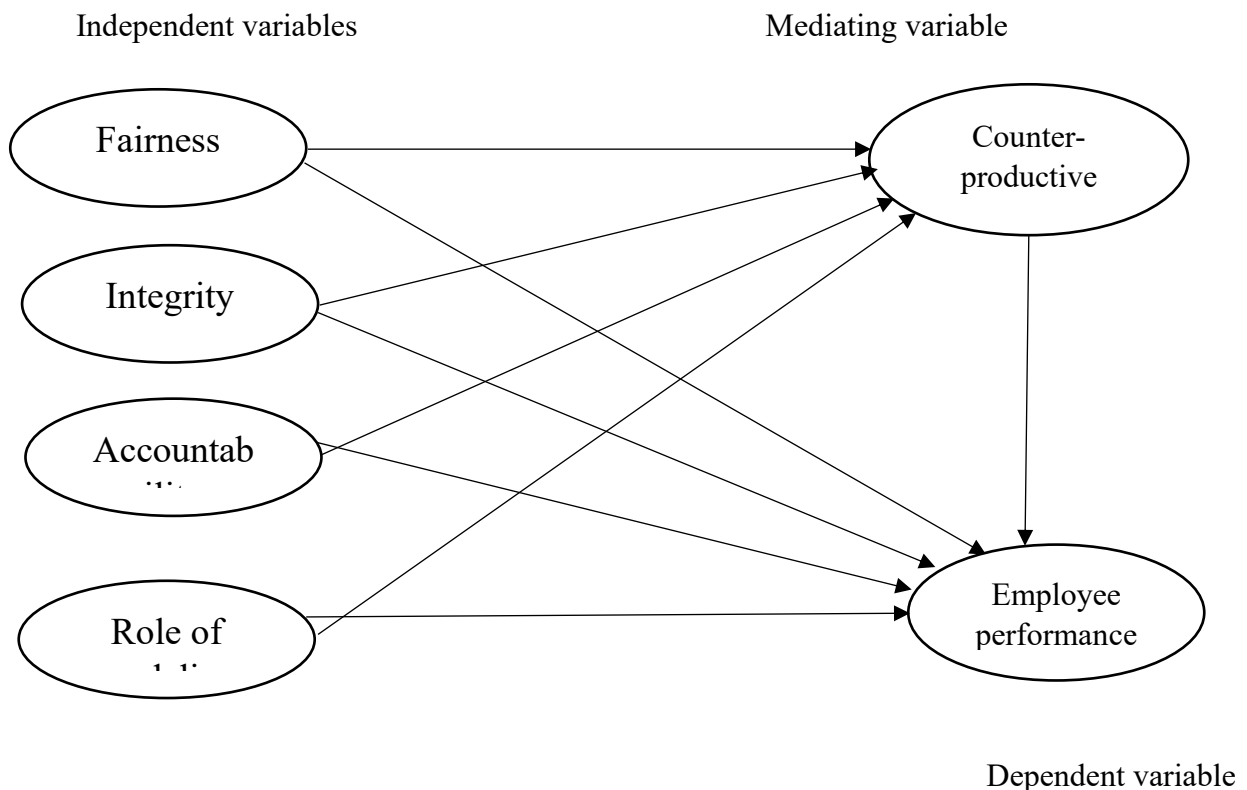 Independent variables
Mediating variable
Fairness
Counter-
productive
Integrity
Accountab
Role of
Employee
performance
Dependent variable